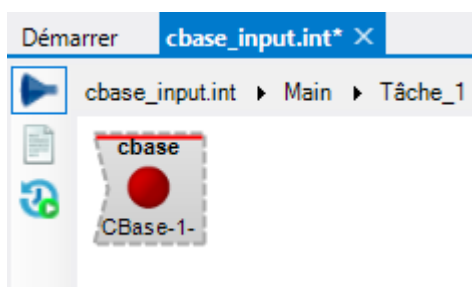 Démarrer cbase_input.int* ×
cbase_input.int ▸ Main ▸ Tâche_1
cbase
CBase-1-